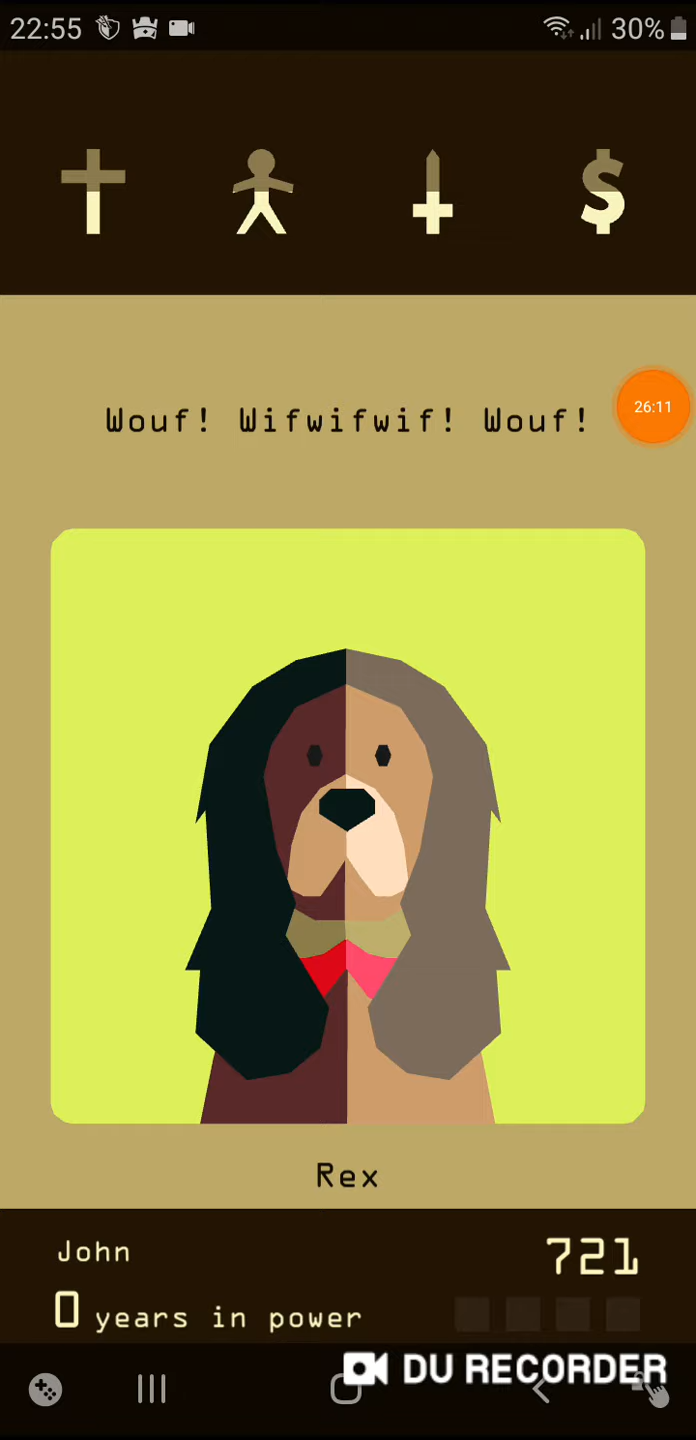 22:55
30%
Wouf! Wifwifwif! Wouf!
26:11
Rex
John
721
0 years in power
DU RECORDER